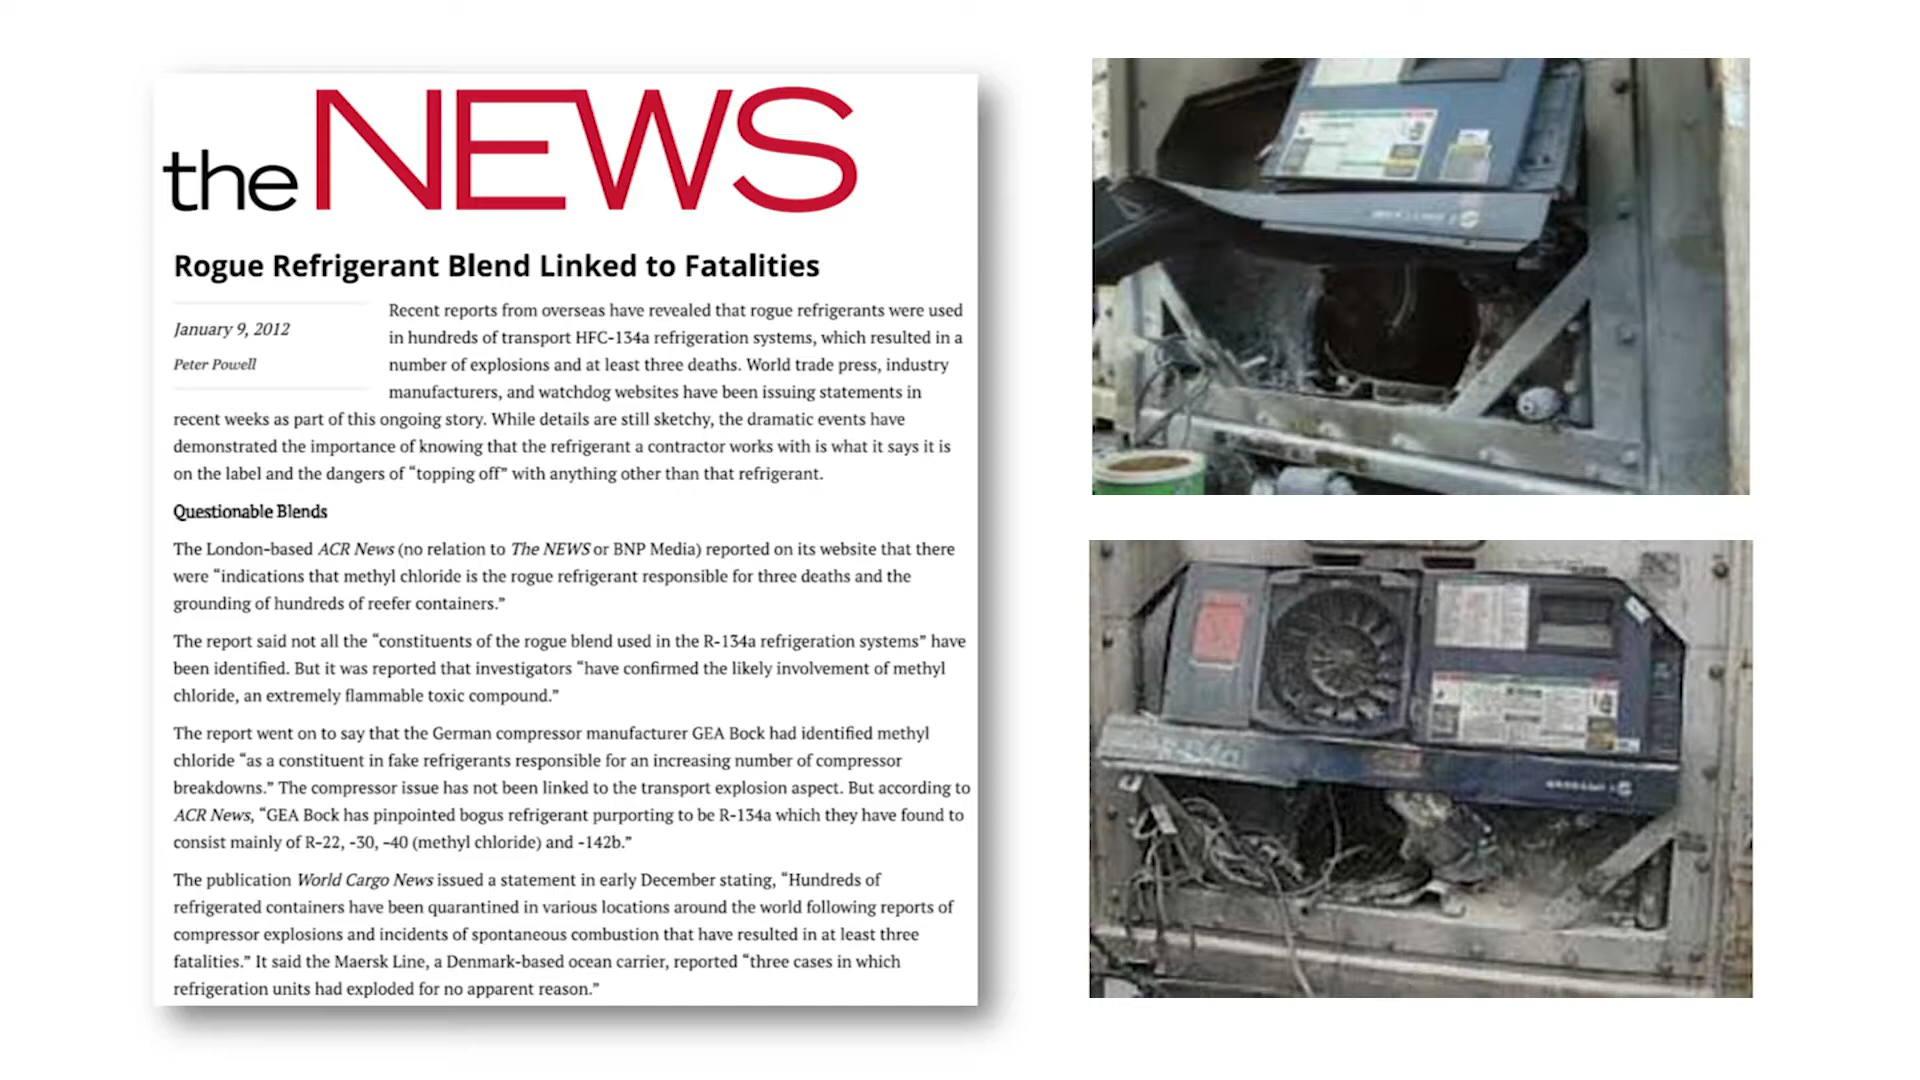 the NEWS
Rogue Refrigerant Blend Linked to Fatalities
January 9, 2012
Peter Powell
Recent reports from overseas have revealed that rogue refrigerants were used
in hundreds of transport HFC-134a refrigeration systems, which resulted in a
number of explosions and at least three deaths. World trade press, industry
manufacturers, and watchdog websites have been issuing statements in
recent weeks as part of this ongoing story. While details are still sketchy, the dramatic events have
demonstrated the importance of knowing that the refrigerant a contractor works with is what it says it is
on the label and the dangers of “topping off” with anything other than that refrigerant.
Questionable Blends
The London-based ACR News (no relation to The NEWS or BNP Media) reported on its website that there
were “indications that methyl chloride is the rogue refrigerant responsible for three deaths and the
grounding of hundreds of reefer containers.”
The report said not all the “constituents of the rogue blend used in the R-134a refrigeration systems” have
been identified. But it was reported that investigators “have confirmed the likely involvement of methyl
chloride, an extremely flammable toxic compound.”
The report went on to say that the German compressor manufacturer GEA Bock had identified methyl
chloride “as a constituent in fake refrigerants responsible for an increasing number of compressor
breakdowns.” The compressor issue has not been linked to the transport explosion aspect. But according to
ACR News, “GEA Bock has pinpointed bogus refrigerant purporting to be R-134a which they have found to
consist mainly of R-22, -30, -40 (methyl chloride) and -142b.”
The publication World Cargo News issued a statement in early December stating, “Hundreds of
refrigerated containers have been quarantined in various locations around the world following reports of
compressor explosions and incidents of spontaneous combustion that have resulted in at least three
fatalities.” It said the Maersk Line, a Denmark-based ocean carrier, reported “three cases in which
refrigeration units had exploded for no apparent reason.”